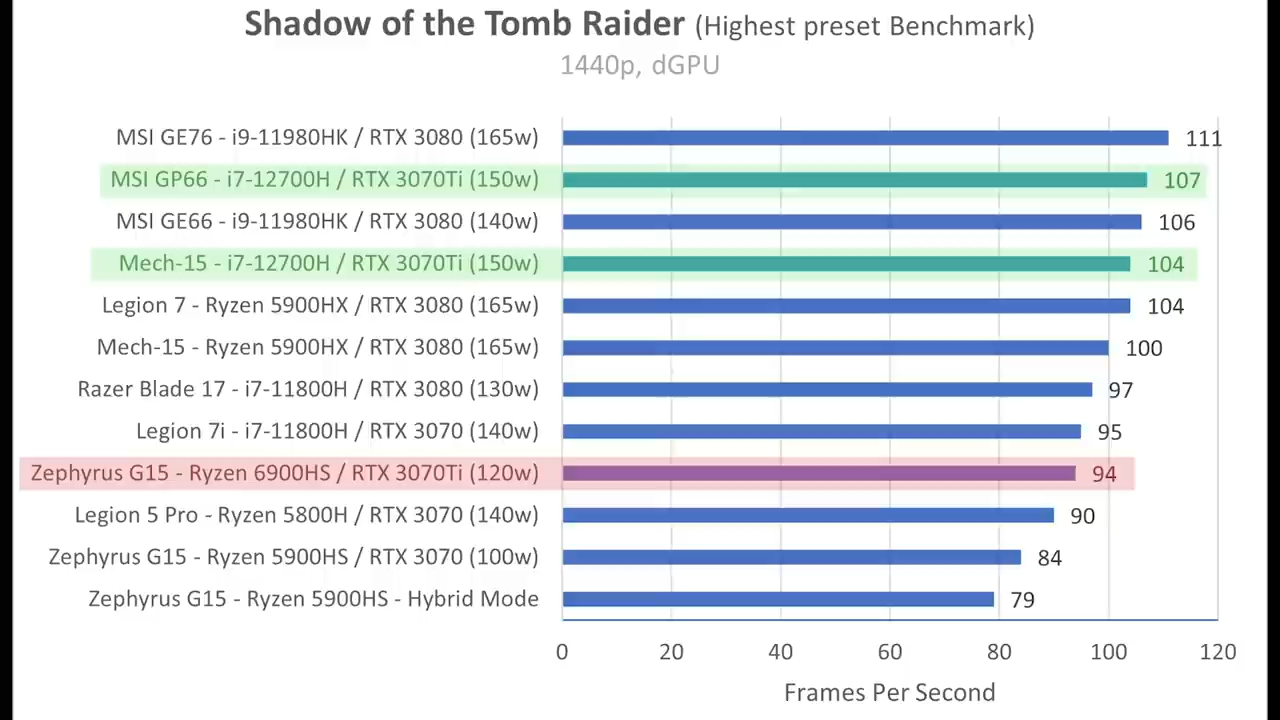 Shadow of the Tomb Raider (Highest preset Benchmark)
1440p, dGPU
MSI GE76 - i9-11980HK / RTX 3080 (165w) 111
MSI GP66 - i7-12700H / RTX 3070Ti (150w) 107
MSI GE66 - i9-11980HK / RTX 3080 (140w) 106
Mech-15 - i7-12700H / RTX 3070Ti (150w) 104
Legion 7 - Ryzen 5900HX / RTX 3080 (165w) 104
Mech-15 - Ryzen 5900HX / RTX 3080 (165w) 100
Razer Blade 17 - i7-11800H / RTX 3080 (130w) 97
Legion 7i - i7-11800H / RTX 3070 (140w) 95
Zephyrus G15 - Ryzen 6900HS / RTX 3070Ti (120w) 94
Legion 5 Pro - Ryzen 5800H / RTX 3070 (140w) 90
Zephyrus G15 - Ryzen 5900HS / RTX 3070 (100w) 84
Zephyrus G15 - Ryzen 5900HS - Hybrid Mode 79
0 20 40 60 80 100 120
Frames Per Second